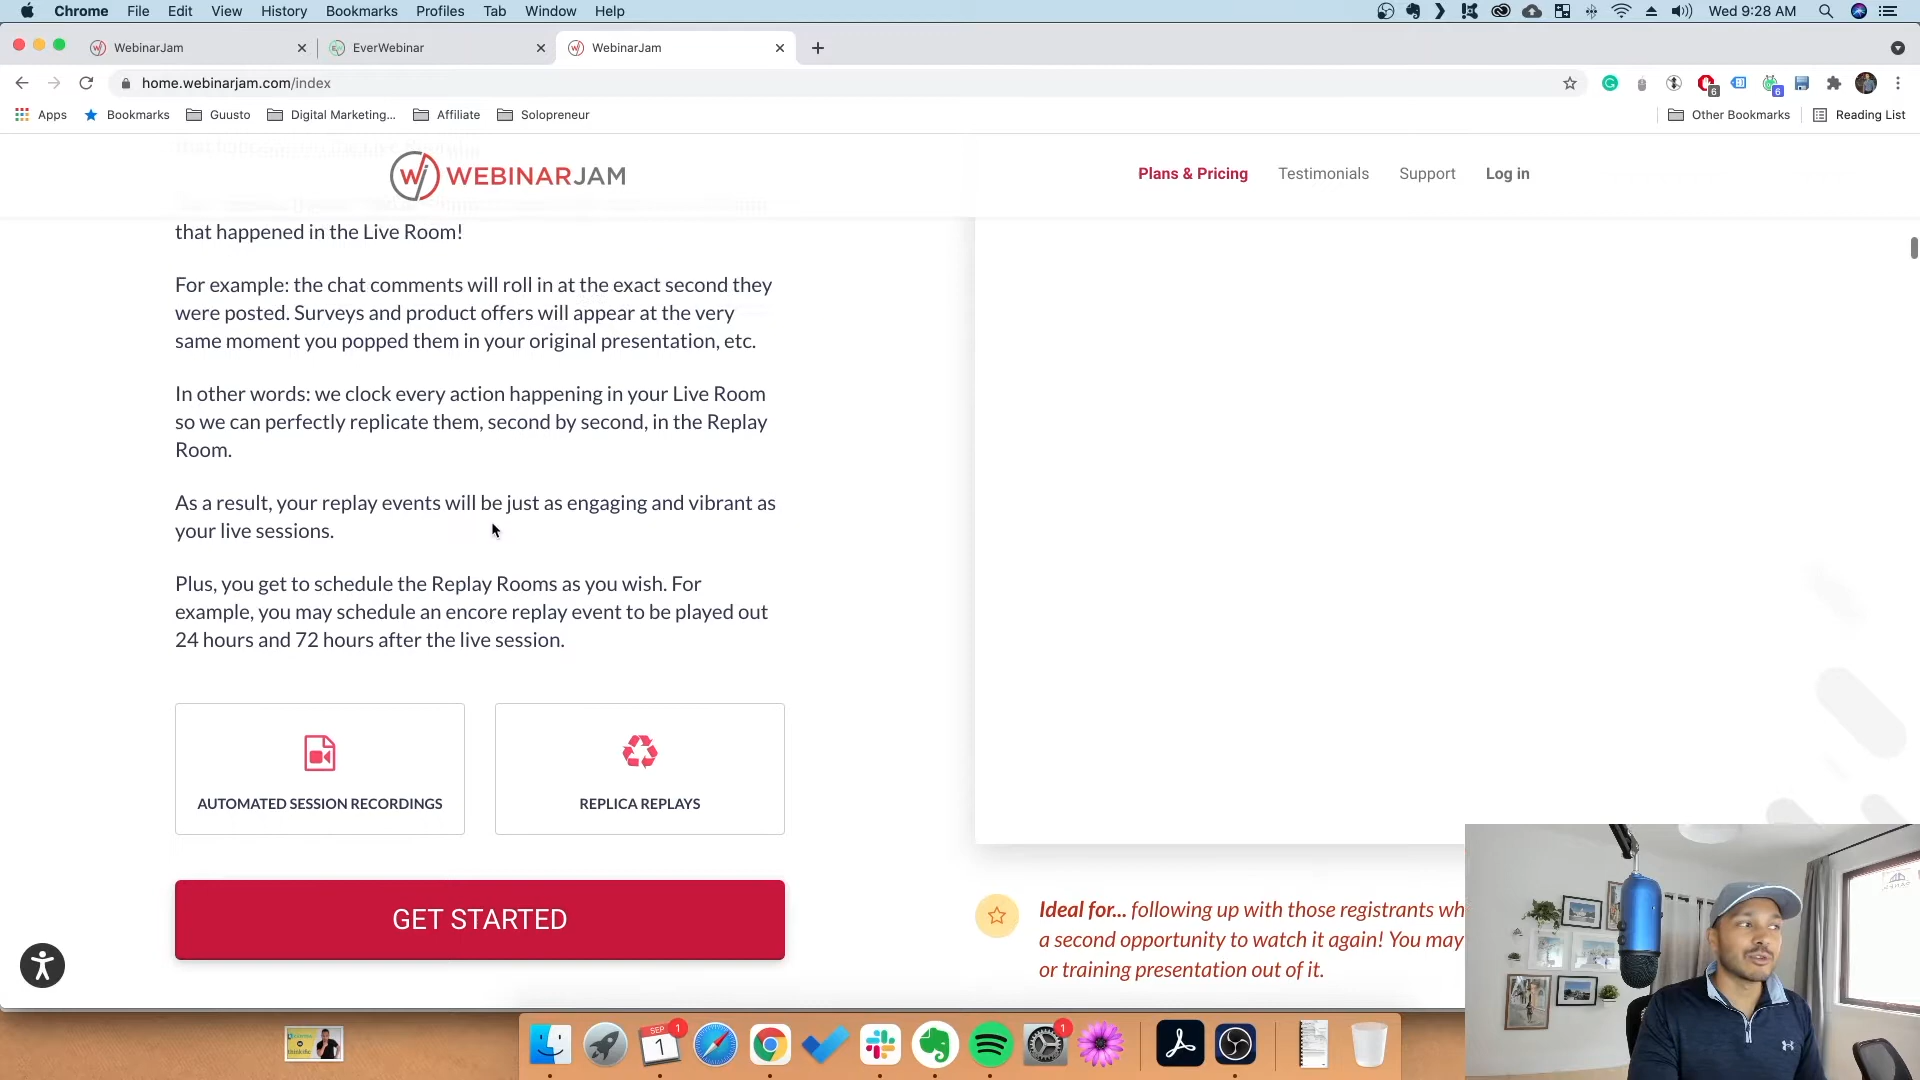 Chrome File Edit View History Bookmarks Profiles Tab Window Help
Wed 9:28 AM
WebinarJam
EverWebinar
WebinarJam
home.webinarjam.com/index
6
6
Apps Bookmarks Guusto Digital Marketing... Affiliate Solopreneur
Other Bookmarks Reading List
WEBINARJAM
Plans & Pricing Testimonials Support Log in
that happened in the Live Room!
For example: the chat comments will roll in at the exact second they
were posted. Surveys and product offers will appear at the very
same moment you popped them in your original presentation, etc.
In other words: we clock every action happening in your Live Room
so we can perfectly replicate them, second by second, in the Replay
Room.
As a result, your replay events will be just as engaging and vibrant as
your live sessions.
Plus, you get to schedule the Replay Rooms as you wish. For
example, you may schedule an encore replay event to be played out
24 hours and 72 hours after the live session.
AUTOMATED SESSION RECORDINGS
REPLICA REPLAYS
GET STARTED
Ideal for... following up with those registrants wh
a second opportunity to watch it again! You may
or training presentation out of it.
SEP
1
1
1